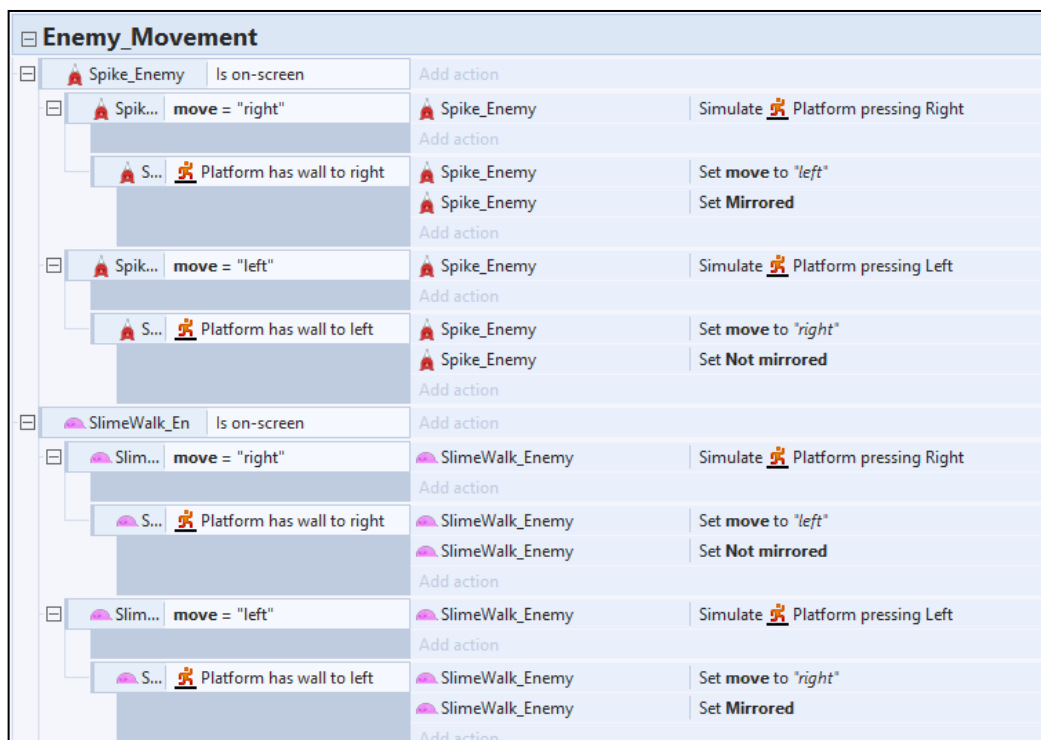 Enemy_Movement
Spike_Enemy Is on-screen Add action
Spik... move = "right" Spike_Enemy Simulate Platform pressing Right
Add action
S... Platform has wall to right Spike_Enemy Set move to "left"
Spike_Enemy Set Mirrored
Add action
Spik... move = "left" Spike_Enemy Simulate Platform pressing Left
Add action
S... Platform has wall to left Spike_Enemy Set move to "right"
Spike_Enemy Set Not mirrored
Add action
SlimeWalk_En Is on-screen Add action
Slim... move = "right" SlimeWalk_Enemy Simulate Platform pressing Right
Add action
S... Platform has wall to right SlimeWalk_Enemy Set move to "left"
SlimeWalk_Enemy Set Not mirrored
Add action
Slim... move = "left" SlimeWalk_Enemy Simulate Platform pressing Left
Add action
S... Platform has wall to left SlimeWalk_Enemy Set move to "right"
SlimeWalk_Enemy Set Mirrored
Add action